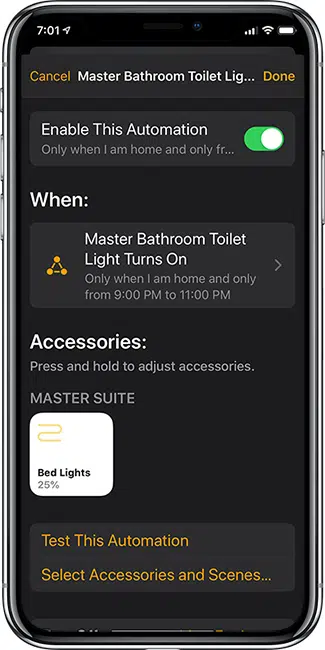 7:01
Cancel Master Bathroom Toilet Lig... Done
Enable This Automation
Only when I am home and only fr...
When:
Master Bathroom Toilet
Light Turns On
Only when I am home and only
from 9:00 PM to 11:00 PM
Accessories:
Press and hold to adjust accessories.
MASTER SUITE
Bed Lights
25%
Test This Automation
Select Accessories and Scenes...